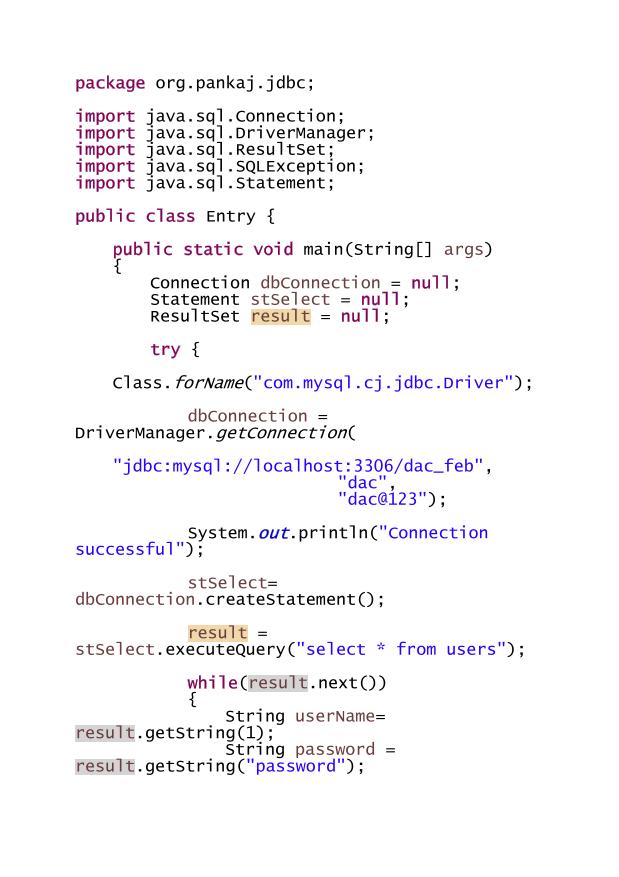 package org.pankaj.jdbc;
import java.sql.Connection;
import java.sql.DriverManager;
import java.sql.ResultSet;
import java.sql.SQLException;
import java.sql.Statement;
public class Entry {
public static void main(String[] args)
{
Connection dbConnection = null;
Statement stSelect = null;
ResultSet result = null;
try {
Class.forName("com.mysql.cj.jdbc.Driver");
dbConnection =
DriverManager.getConnection(
"jdbc:mysql://localhost:3306/dac_feb",
"dac",
"dac@123");
System.out.println("Connection
successful");
stSelect=
dbConnection.createStatement();
result =
stSelect.executeQuery("select * from users");
while(result.next())
{
String userName=
result.getString(1);
String password =
result.getString("password");